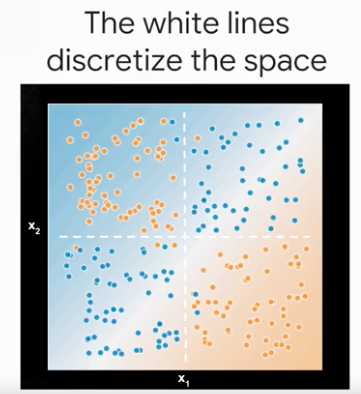 The white lines
discretize the space
x₂
x₁